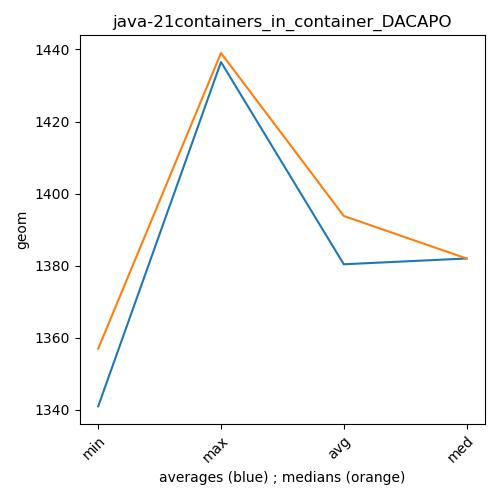 java-21containers_in_container_DACAPO
1440
1420
1400
1380
1360
1340
geom
min
max
avg
med
averages (blue) ; medians (orange)